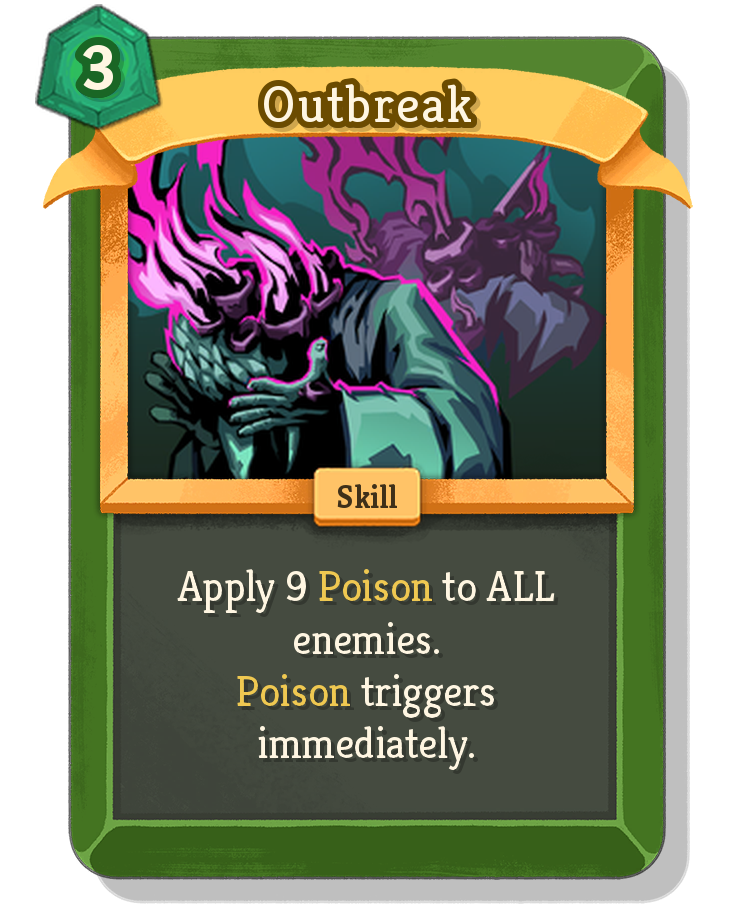 3
Outbreak
Skill
Apply 9 Poison to ALL
enemies.
Poison triggers
immediately.